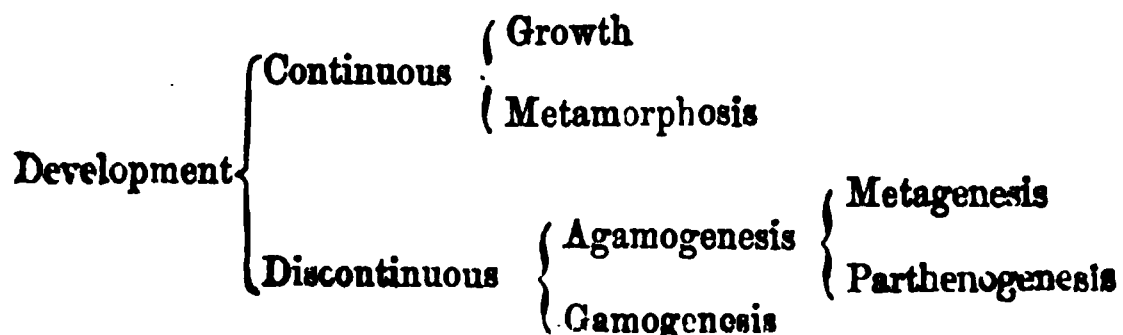 Growth
Continuous
Metamorphosis
Development
Metagenesis
Agamogenesis
Discontinuous
Parthenogenesis
Gamogenesis